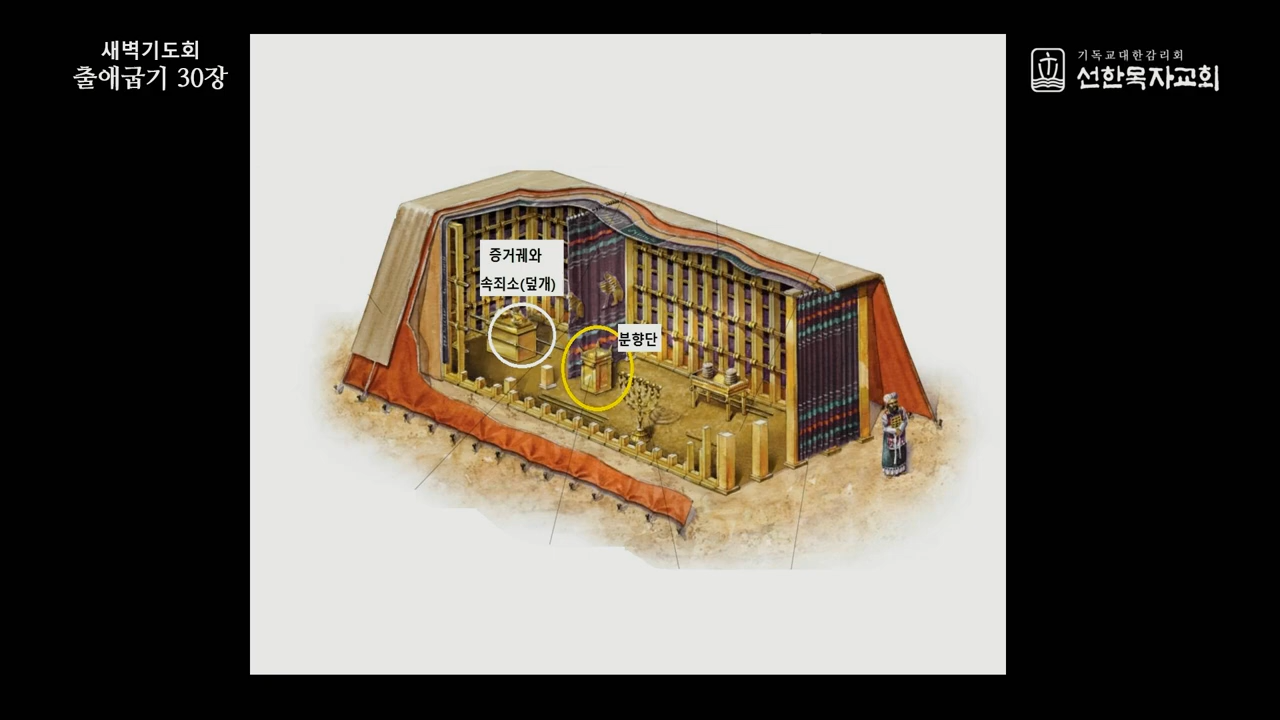 새벽기도회
출애굽기 30장
기독교대한감리회
선한목자교회
증거궤와
속죄소(덮개)
분향단